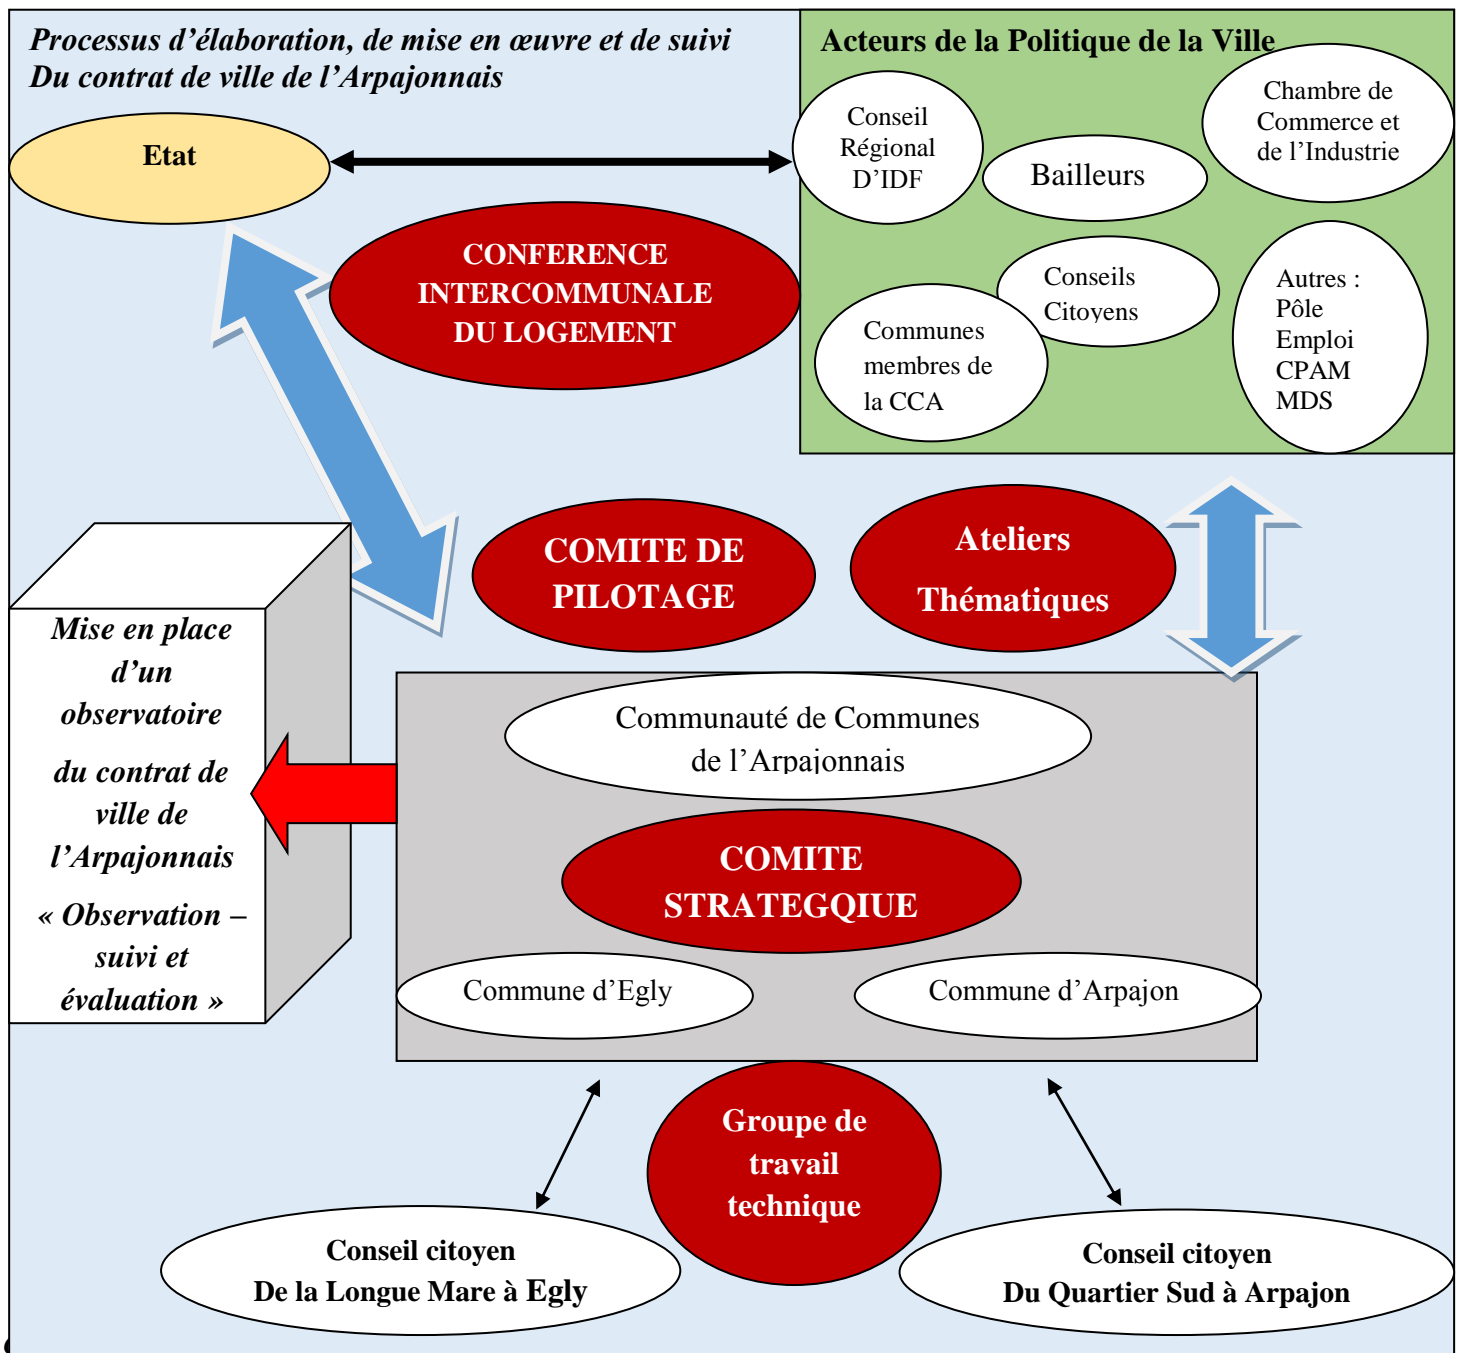 Processus d’élaboration, de mise en œuvre et de suivi
Du contrat de ville de l’Arpajonnais
Acteurs de la Politique de la Ville
Etat
Conseil
Régional
D’IDF
Bailleurs
Chambre de
Commerce et
de l’Industrie
CONFERENCE
INTERCOMMUNALE
DU LOGEMENT
Conseils
Citoyens
Communes
membres de
la CCA
Autres :
Pôle
Emploi
CPAM
MDS
COMITE DE
PILOTAGE
Ateliers
Thématiques
Mise en place
d’un
observatoire
du contrat de
ville de
l’Arpajonnais
« Observation –
suivi et
évaluation »
Communauté de Communes
de l’Arpajonnais
COMITE
STRATEGQIUE
Commune d’Egly
Commune d’Arpajon
Groupe de
travail
technique
Conseil citoyen
De la Longue Mare à Egly
Conseil citoyen
Du Quartier Sud à Arpajon